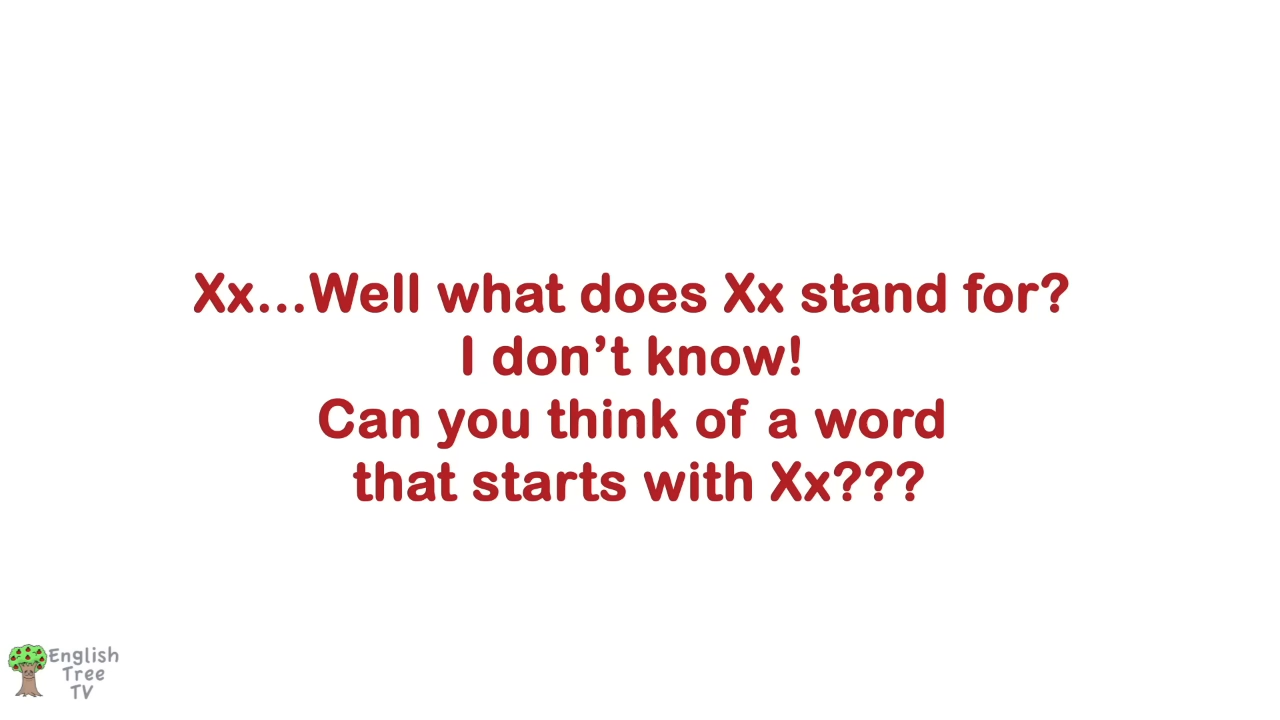 Xx...Well what does Xx stand for?
I don’t know!
Can you think of a word
that starts with Xx???
English
Tree
TV